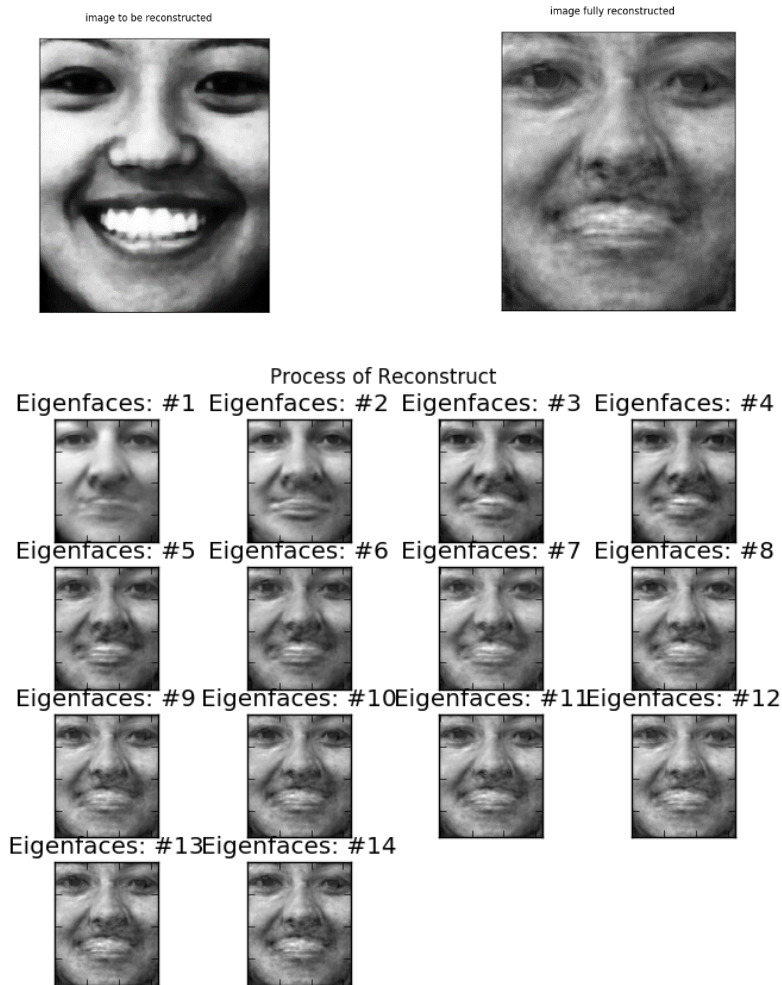 image to be reconstructed
image fully reconstructed
Process of Reconstruct
Eigenfaces: #1 Eigenfaces: #2 Eigenfaces: #3 Eigenfaces: #4
Eigenfaces: #5 Eigenfaces: #6 Eigenfaces: #7 Eigenfaces: #8
Eigenfaces: #9 Eigenfaces: #10 Eigenfaces: #11 Eigenfaces: #12
Eigenfaces: #13 Eigenfaces: #14